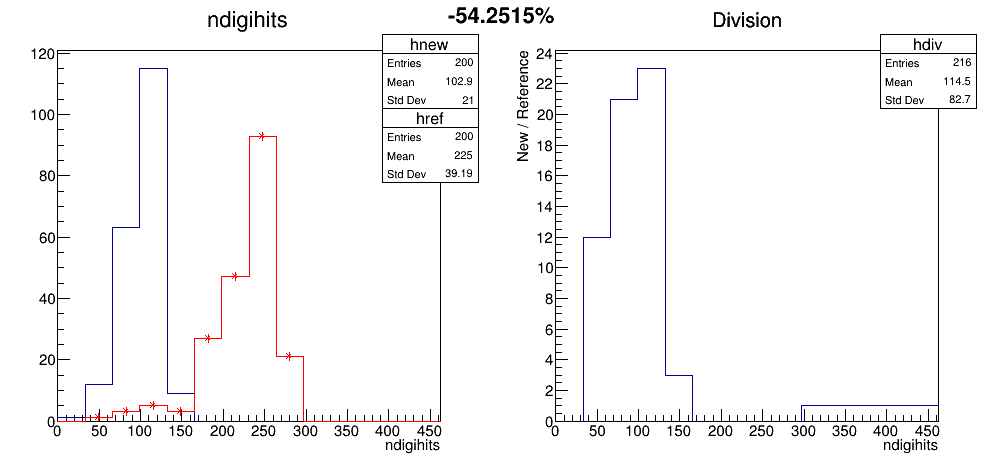 -54.2515%
ndigihits
hnew
Entries 200
Mean 102.9
Std Dev 21
href
Entries 200
Mean 225
Std Dev 39.19
120
100
80
60
40
20
0
0 50 100 150 200 250 300 350 400 450
ndigihits
Division
hdiv
Entries 216
Mean 114.5
Std Dev 82.7
New / Reference
24
22
20
18
16
14
12
10
8
6
4
2
0
0 50 100 150 200 250 300 350 400 450
ndigihits